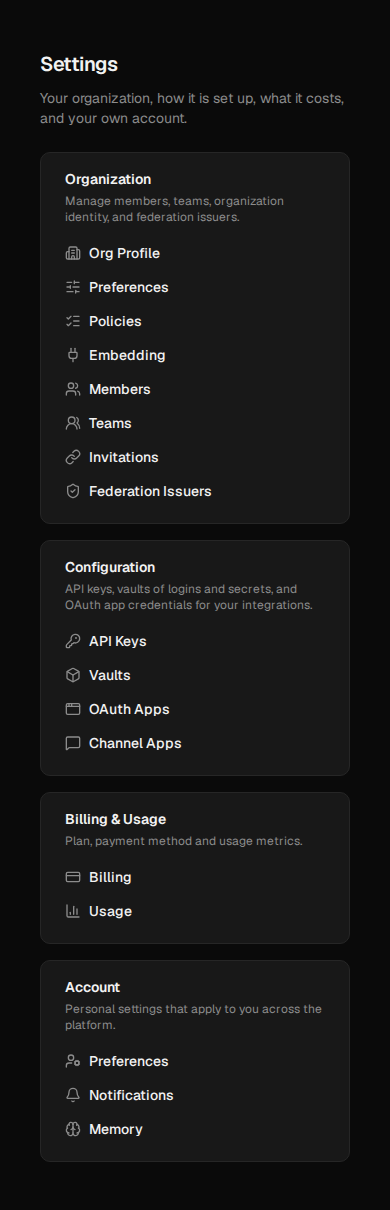 Settings
Your organization, how it is set up, what it costs,
and your own account.
Organization
Manage members, teams, organization
identity, and federation issuers.
Org Profile
Preferences
Policies
Embedding
Members
Teams
Invitations
Federation Issuers
Configuration
API keys, vaults of logins and secrets, and
OAuth app credentials for your integrations.
API Keys
Vaults
OAuth Apps
Channel Apps
Billing & Usage
Plan, payment method and usage metrics.
Billing
Usage
Account
Personal settings that apply to you across the
platform.
Preferences
Notifications
Memory